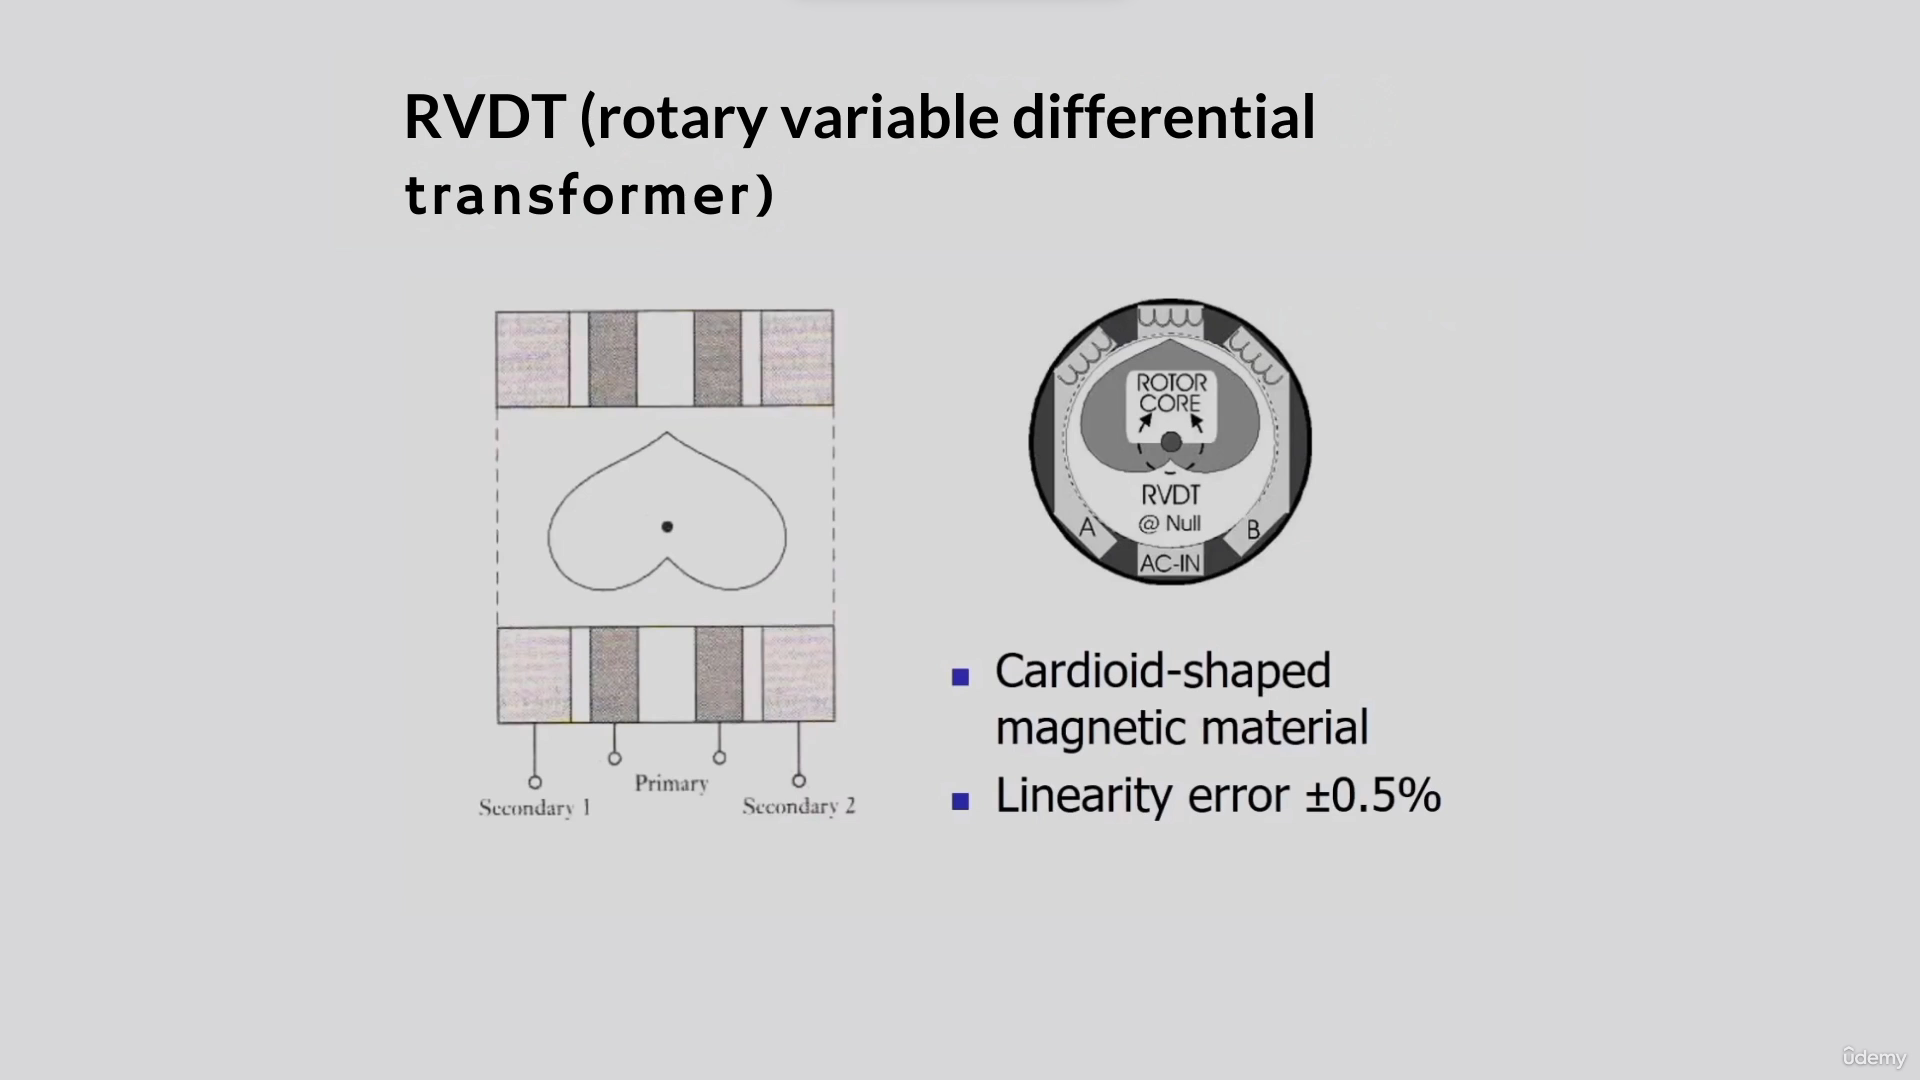 RVDT (rotary variable differential
transformer)
Secondary 1
Primary
Secondary 2
ROTOR
CORE
RVDT
@ Null
A
B
AC-IN
Cardioid-shaped
magnetic material
Linearity error ±0.5%
ûdemy